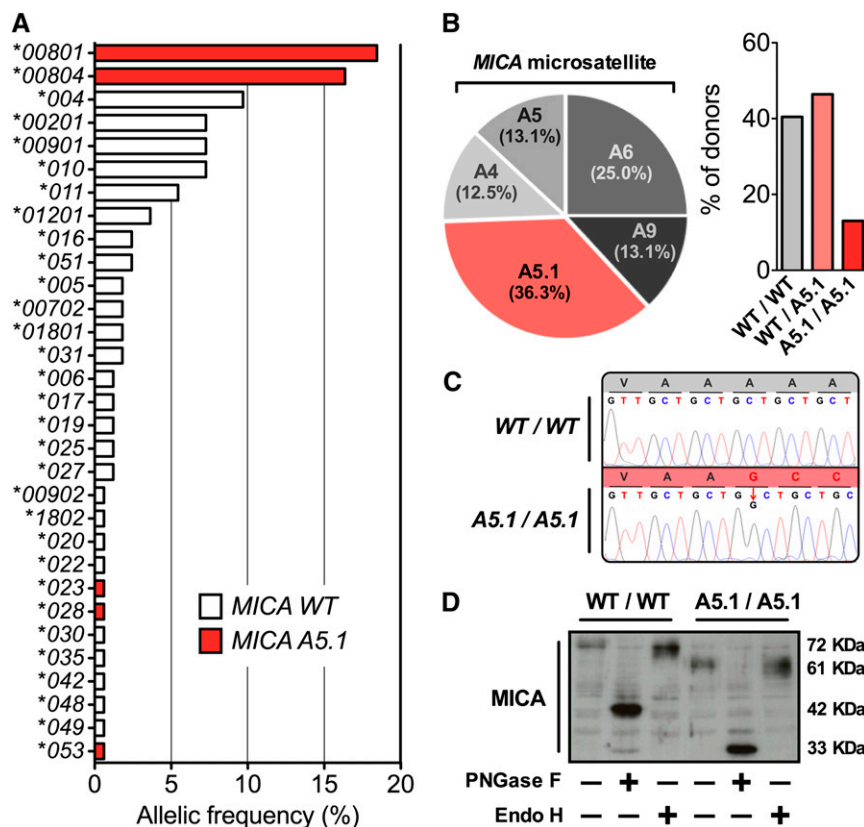 A
*00801
*00804
*004
*00201
*00901
*010
*011
*01201
*016
*051
*005
*00702
*01801
*031
*006
*017
*019
*025
*027
*00902
*1802
*020
*022
*023
*028
*030
*035
*042
*048
*049
*053
MICA WT
MICA A5.1
0 5 10 15 20
Allelic frequency (%)
B
MICA microsatellite
A5
(13.1%)
A6
(25.0%)
A4
(12.5%)
A9
(13.1%)
A5.1
(36.3%)
% of donors
60
40
20
0
WT / WT
WT / A5.1
A5.1 / A5.1
C
WT / WT
V A A A A A
G T T G C T G C T G C T G C T G C T
A5.1 / A5.1
V A A G C C
G T T G C T G C T G C T G C T G C
G
D
WT / WT A5.1 / A5.1
MICA
72 KDa
61 KDa
42 KDa
33 KDa
PNGase F − + − − + −
Endo H − − + − − +